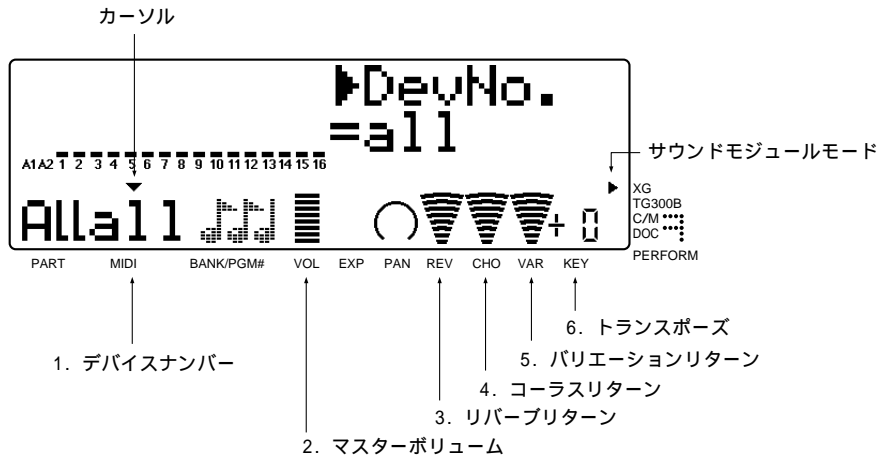 カーソル
▶DevNo.
=all
サウンドモジュールモード
A1 A2 1 2 3 4 5 6 7 8 9 10 11 12 13 14 15 16
XG
TG300B
C/M
DOC
PERFORM
Allall
+ 0
PART MIDI BANK/PGM# VOL EXP PAN REV CHO VAR KEY
6. トランスポーズ
1. デバイスナンバー
5. バリエーションリターン
4. コーラスリターン
3. リバーブリターン
2. マスターボリューム